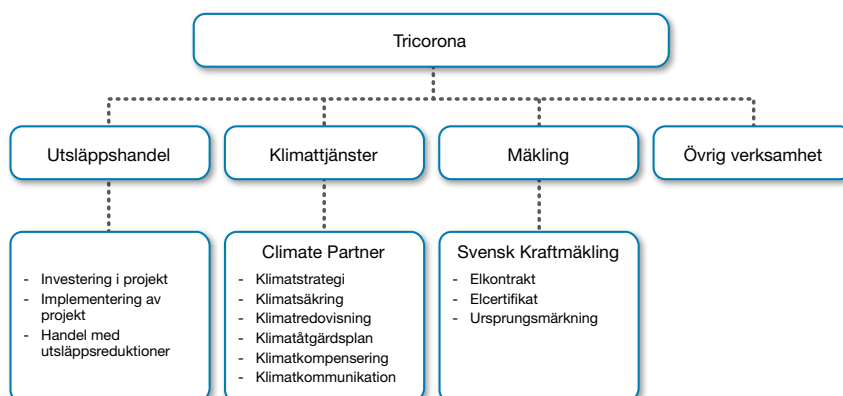 Tricorona
Utsläppshandel
Klimattjänster
Mäkling
Övrig verksamhet
- Investering i projekt
- Implementering av
projekt
- Handel med
utsläppsreduktioner
Climate Partner
- Klimatstrategi
- Klimatsäkring
- Klimatredovisning
- Klimatåtgärdsplan
- Klimatkompensering
- Klimatkommunikation
Svensk Kraftmäkling
- Elkontrakt
- Elcertifikat
- Ursprungsmärkning